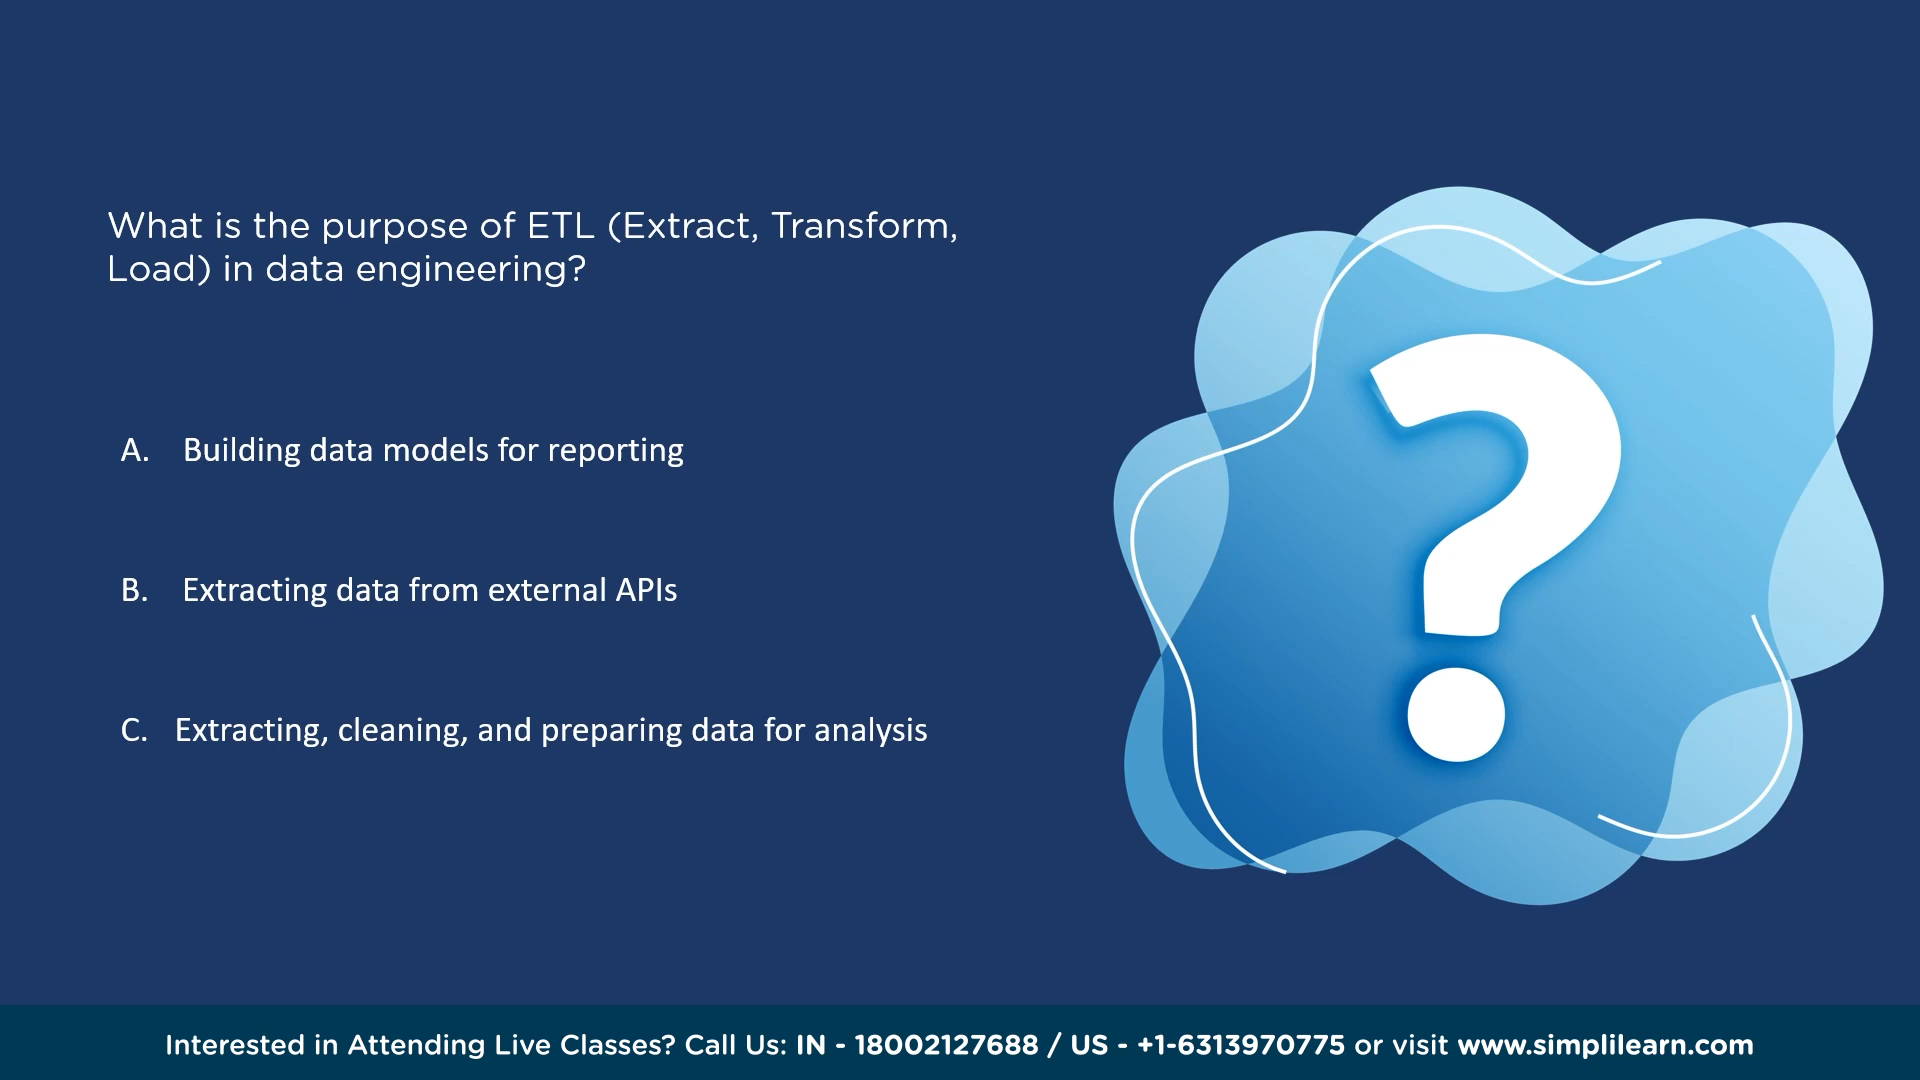 What is the purpose of ETL (Extract, Transform,
Load) in data engineering?
A. Building data models for reporting
B. Extracting data from external APIs
C. Extracting, cleaning, and preparing data for analysis
?
Interested in Attending Live Classes? Call Us: IN - 18002127688 / US - +1-6313970775 or visit www.simplilearn.com